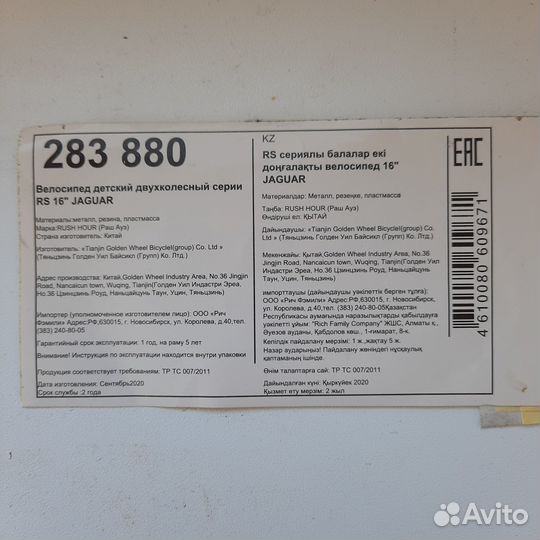 283 880
Велосипед детский двухколесный серии
RS 16" JAGUAR
Материалы:металл, резина, пластмасса
Марка:RUSH HOUR (Раш Ауэ)
Страна изготовитель: Китай
Изготовитель: «Tianjin Golden Wheel Bicyclel(group) Co. Ltd »
(Тяньцзинь Голден Уил Байсикл (Групп) Ко. Лтд.)
Адрес производства: Китай,Golden Wheel Industry Area, No.36 Jingjin
Road, Nancaicun town, Wuqing, Tianjin(Голден Уил Индастри Эреа,
Но.36 Цзинцзинь Роуд, Наньцайцунь Таун, Уцин, Тяньцзинь)
Импортер (уполномоченное изготовителем лицо): ООО «Рич
Фэмили» Адрес:РФ,630015, г. Новосибирск, ул. Королева, д.40,тел.
(383) 240-80-05
Гарантийный срок эксплуатации: 1 год, на раму 5 лет
Внимание! Инструкция по эксплуатации находится внутри упаковки
Продукция соответствует требованиям: ТР ТС 007/2011
Дата изготовления: Сентябрь2020
Срок службы :2 года
KZ
RS сериялы балалар екі
доңғалақты велосипед 16"
JAGUAR
Материалдар: Металл, резеңке, пластмасса
Таңба: RUSH HOUR (Раш Ауэ)
Өндіруші ел: ҚЫТАЙ
Дайындаушы: «Tianjin Golden Wheel Bicyclel(group) Co. Ltd »
(Тяньцзинь Голден Уил Байсикл (Групп) Ко. Лтд.)
Мекенжайы: Қытай,Golden Wheel Industry Area, No.36
Jingjin Road, Nancaicun town, Wuqing, Tianjin(Голден Уил
Индастри Эреа, Но.36 Цзинцзинь Роуд, Наньцайцунь
Таун, Уцин, Тяньцзинь)
импорттаушы (дайындаушы уәкілеттік берген тұлға):
ООО «Рич Фэмили» Адрес:РФ,630015, г. Новосибирск,
ул. Королева, д.40,тел. (383) 240-80-05Қазақстан
Республикасы аумағында наразылықтарды қабылдауға
уәкілетті ұйым: "Rich Family Company" ЖШС, Алматы қ.,
Әуезов ауданы, Қабдолов көш., 1-ғимарат, 8-қ.
Кепілдік пайдалану мерзімі: 1 ж.,жақтау 5 ж.
Назар аударыңыз! Пайдалану жөніндегі нұсқаулық
қаптаманың ішінде.
Өнім талаптарға сай: ТР ТС 007/2011
Дайындалған күні: Қыркүйек 2020
Қызмет ету мерзім: 2 жыл
EAC
4 610080 609671
Avito